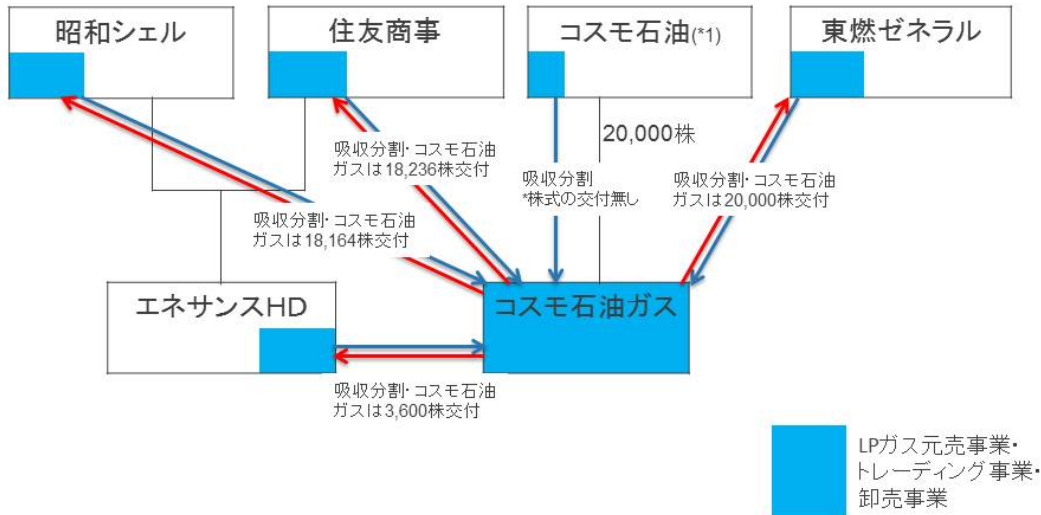 昭和シェル
住友商事
コスモ石油(*1)
東燃ゼネラル
20,000株
吸収分割・コスモ石油
ガスは18,236株交付
吸収分割
*株式の交付無し
吸収分割・コスモ石油
ガスは20,000株交付
吸収分割・コスモ石油
ガスは18,164株交付
エネサンスHD
コスモ石油ガス
吸収分割・コスモ石油
ガスは3,600株交付
LPガス元売事業・
トレーディング事業・
卸売事業